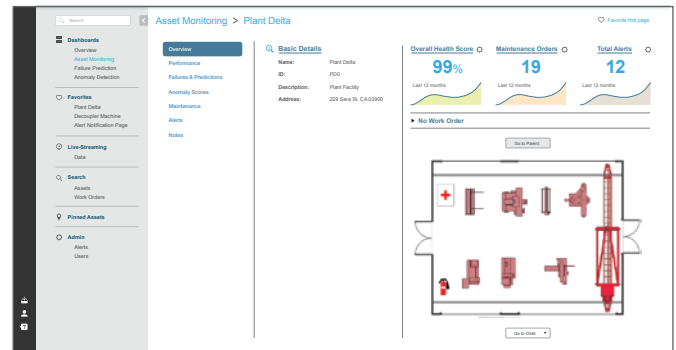 Search
Dashboards
Overview
Asset Monitoring
Failure Prediction
Anomaly Detection
Favorites
Plant Delta
Decoupler Machine
Alert Notification Page
Live-Streaming
Data
Search
Assets
Work Orders
Pinned Assets
Admin
Alerts
Users
Asset Monitoring > Plant Delta
Favorite this page
Overview
Performance
Failures & Predictions
Anomaly Scores
Maintenance
Alerts
Notes
Basic Details
Name: Plant Delta
ID: PD0
Description: Plant Facility
Address: 229 Sens St. CA 03900
Overall Health Score
99%
Last 12 months
Maintenance Orders
19
Last 12 months
Total Alerts
12
Last 12 months
No Work Order
Go to Parent
Go to Child